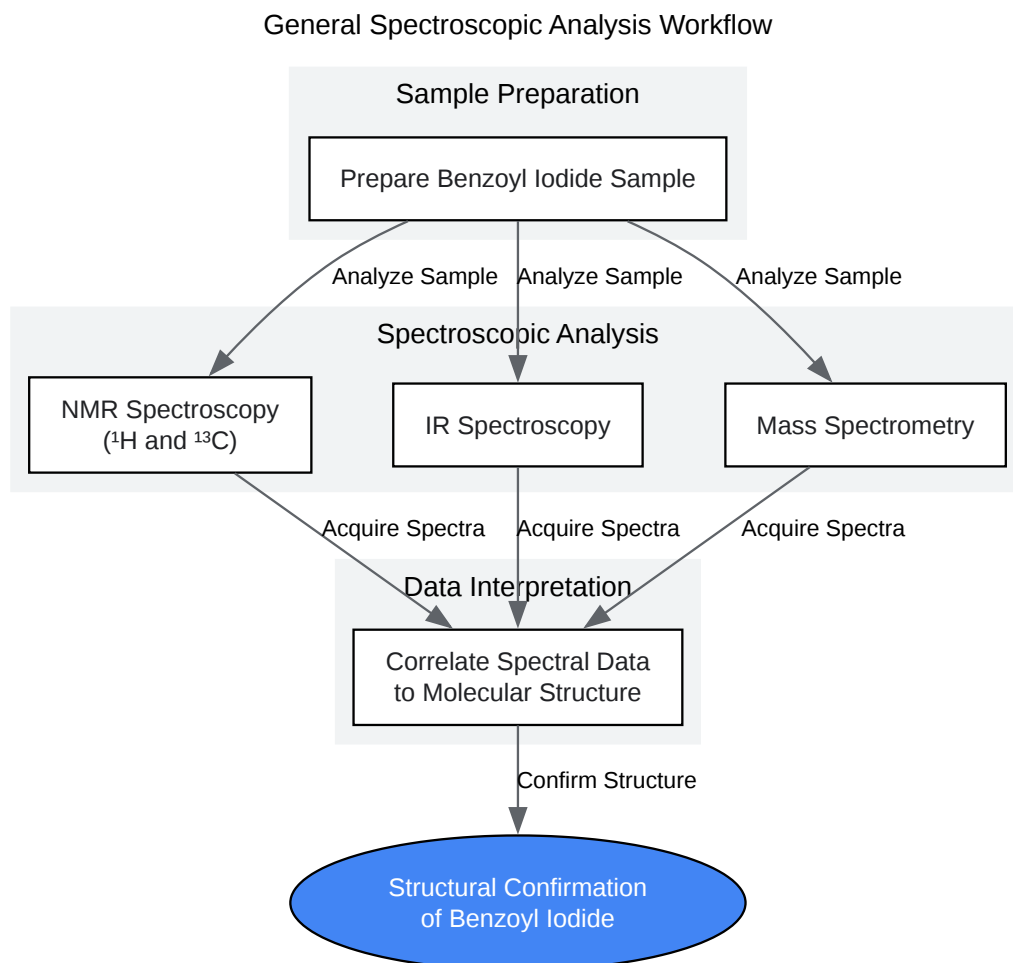 General Spectroscopic Analysis Workflow
Sample Preparation
Prepare Benzoyl Iodide Sample
Analyze Sample
Analyze Sample
Analyze Sample
Spectroscopic Analysis
NMR Spectroscopy
(¹H and ¹³C)
IR Spectroscopy
Mass Spectrometry
Acquire Spectra
Acquire Spectra
Acquire Spectra
Data Interpretation
Correlate Spectral Data
to Molecular Structure
Confirm Structure
Structural Confirmation
of Benzoyl Iodide